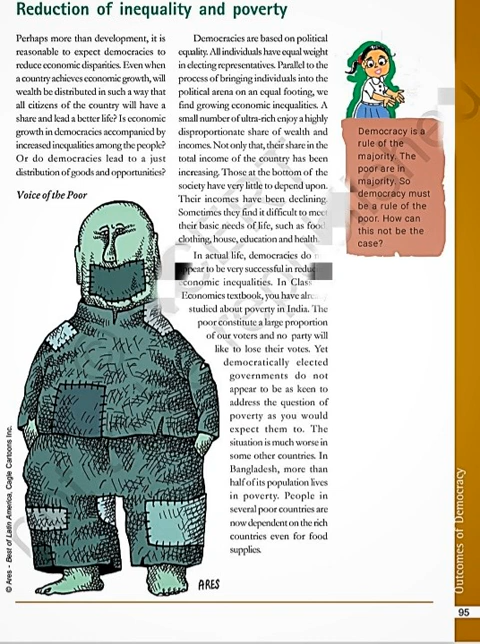 Reduction of inequality and poverty
Perhaps more than development, it is
reasonable to expect democracies to
reduce economic disparities. Even when
a country achieves economic growth, will
wealth be distributed in such a way that
all citizens of the country will have a
share and lead a better life? Is economic
growth in democracies accompanied by
increased inequalities among the people?
Or do democracies lead to a just
distribution of goods and opportunities?
Voice of the Poor
ARES
© Ares - Best of Latin America, Cagle Cartoons Inc.
Democracies are based on political
equality. All individuals have equal weight
in electing representatives. Parallel to the
process of bringing individuals into the
political arena on an equal footing, we
find growing economic inequalities. A
small number of ultra-rich enjoy a highly
disproportionate share of wealth and
incomes. Not only that, their share in the
total income of the country has been
increasing. Those at the bottom of the
society have very little to depend upon.
Their incomes have been declining.
Sometimes they find it difficult to meet
their basic needs of life, such as food,
clothing, house, education and health.
In actual life, democracies do
appear to be very successful in
economic inequalities. In Class
Economics textbook, you have
studied about poverty in India. The
poor constitute a large proportion
of our voters and no party will
like to lose their votes. Yet
democratically elected
governments do not
appear to be as keen to
address the question of
poverty as you would
expect them to. The
situation is much worse in
some other countries. In
Bangladesh, more than
half of its population lives
in poverty. People in
several poor countries are
now dependent on the rich
countries even for food
supplies.
Democracy is a
rule of the
majority. The
poor are in
majority. So
democracy must
be a rule of the
poor. How can
this not be the
case?
Outcomes of Democracy
95